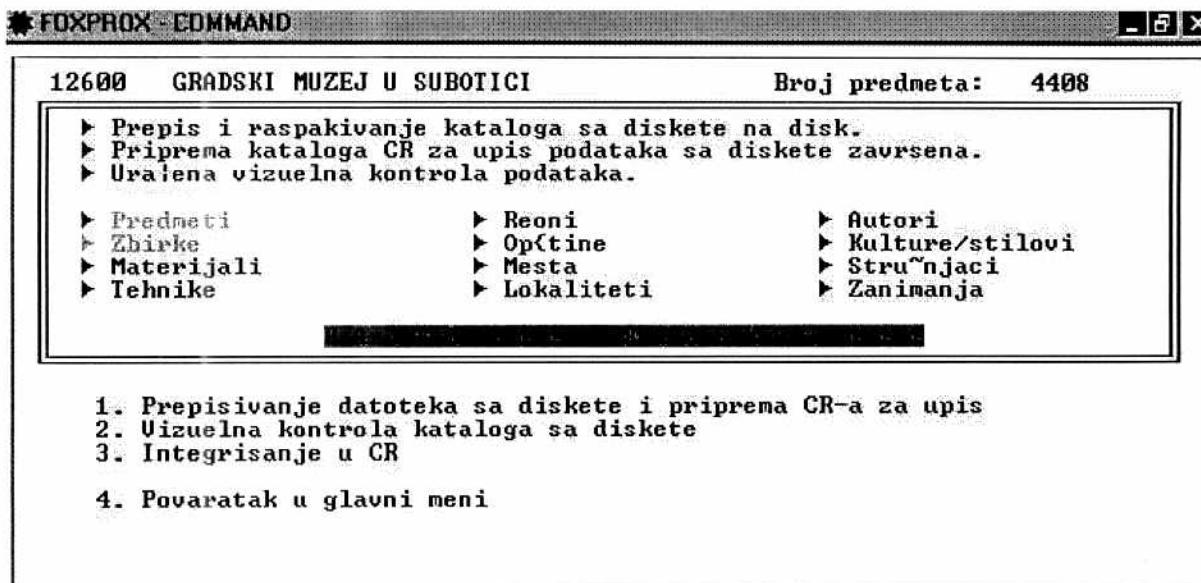 FOXPROX - COMMAND
12600 GRADSKI MUZEJ U SUBOTICI Broj predmeta: 4408
► Prepis i raspakivanje kataloga sa diskete na disk.
► Priprema kataloga CR za upis podataka sa diskete zavrsena.
► Ura¦ena vizuelna kontrola podataka.
► Predmeti ► Reoni ► Autori
► Zbirke ► Op{tine ► Kulture/stilovi
► Materijali ► Mesta ► Stru~njaci
► Tehnike ► Lokaliteti ► Zanimanja
1. Prepisivanje datoteka sa diskete i priprema CR-a za upis
2. Vizuelna kontrola kataloga sa diskete
3. Integrisanje u CR
4. Povaratak u glavni meni